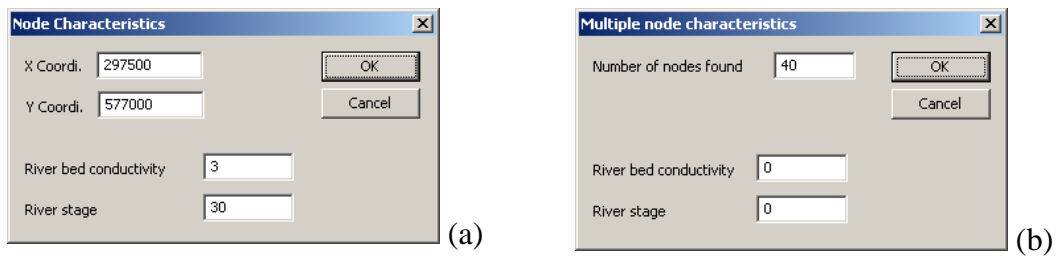 Node Characteristics
X Coordi. 297500 OK
Y Coordi. 577000 Cancel
River bed conductivity 3
River stage 30
(a)
Multiple node characteristics
Number of nodes found 40 OK
Cancel
River bed conductivity 0
River stage 0
(b)